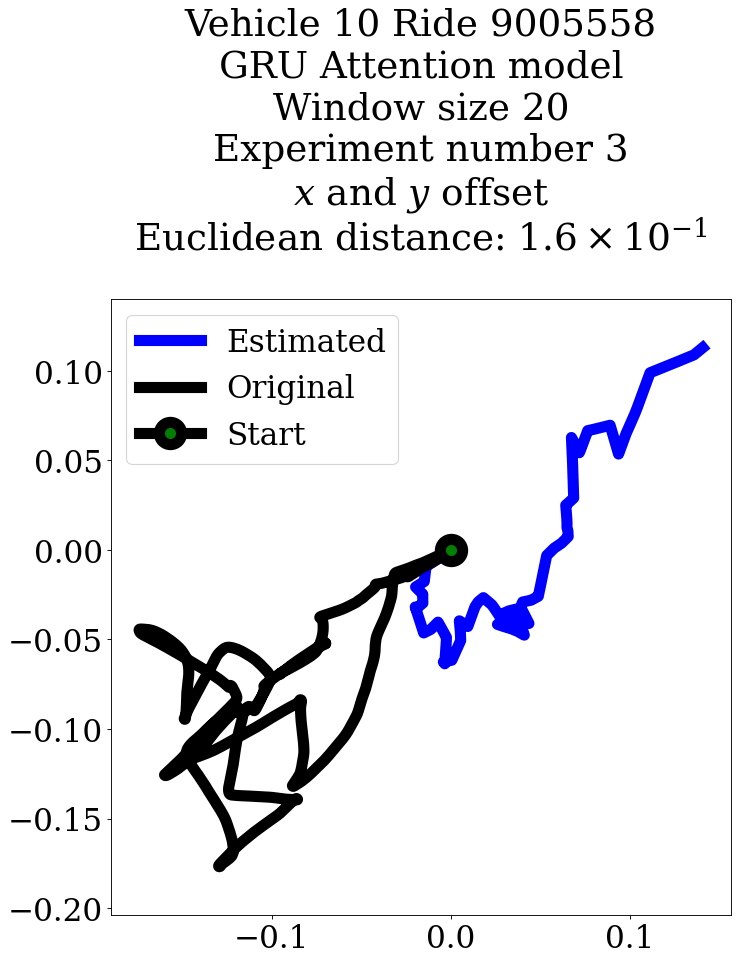 Vehicle 10 Ride 9005558
GRU Attention model
Window size 20
Experiment number 3
x and y offset
Euclidean distance: 1.6 × 10⁻¹
Estimated
Original
Start
0.10
0.05
0.00
−0.05
−0.10
−0.15
−0.20
−0.1
0.0
0.1